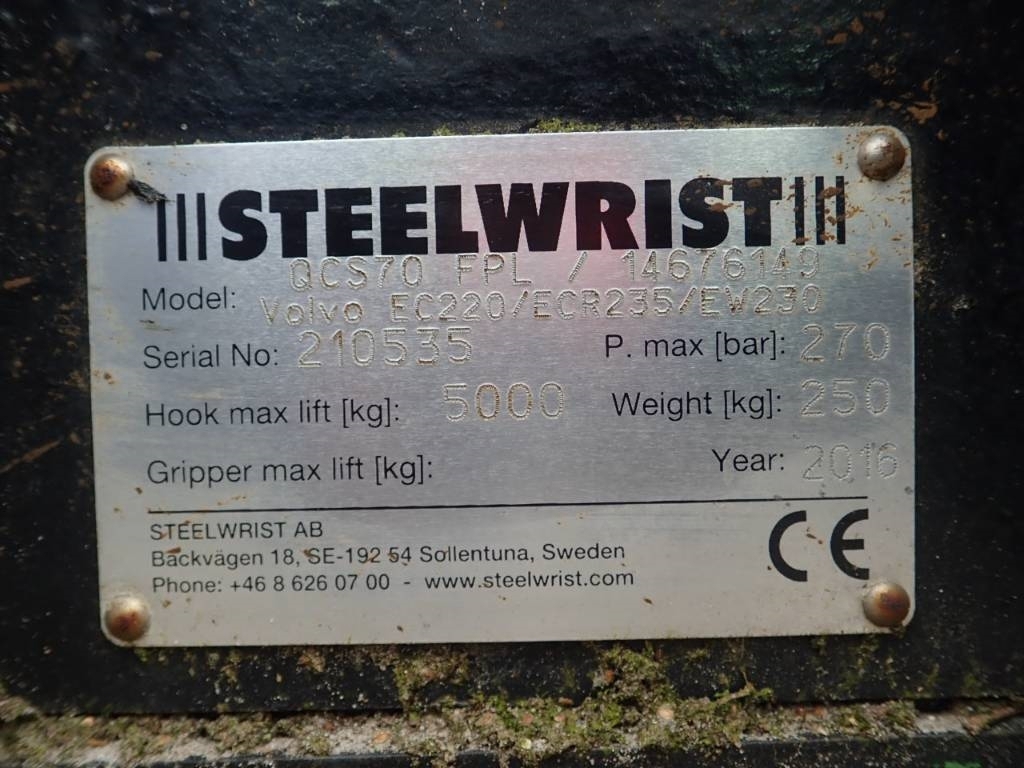 STEELWRIST
QCS70 FPL / 14676149
Model: Volvo EC220/ECR235/EW230
Serial No: 210535 P. max [bar]: 270
Hook max lift [kg]: 5000 Weight [kg]: 250
Gripper max lift [kg]: Year: 2016
STEELWRIST AB
Backvägen 18, SE-192 54 Sollentuna, Sweden
Phone: +46 8 626 07 00 - www.steelwrist.com
CE